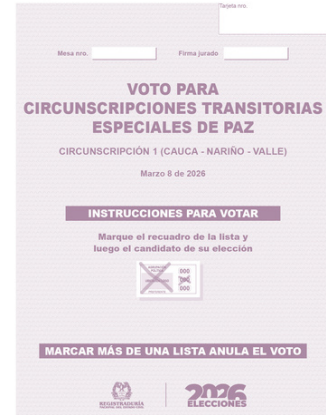 Tarjeta nro.
Mesa nro. Firma jurado
VOTO PARA
CIRCUNSCRIPCIONES TRANSITORIAS
ESPECIALES DE PAZ
CIRCUNSCRIPCIÓN 1 (CAUCA - NARIÑO - VALLE)
Marzo 8 de 2026
INSTRUCCIONES PARA VOTAR
Marque el recuadro de la lista y
luego el candidato de su elección
000
000
MARCAR MÁS DE UNA LISTA ANULA EL VOTO
REGISTRADURÍA
2026
ELECCIONES